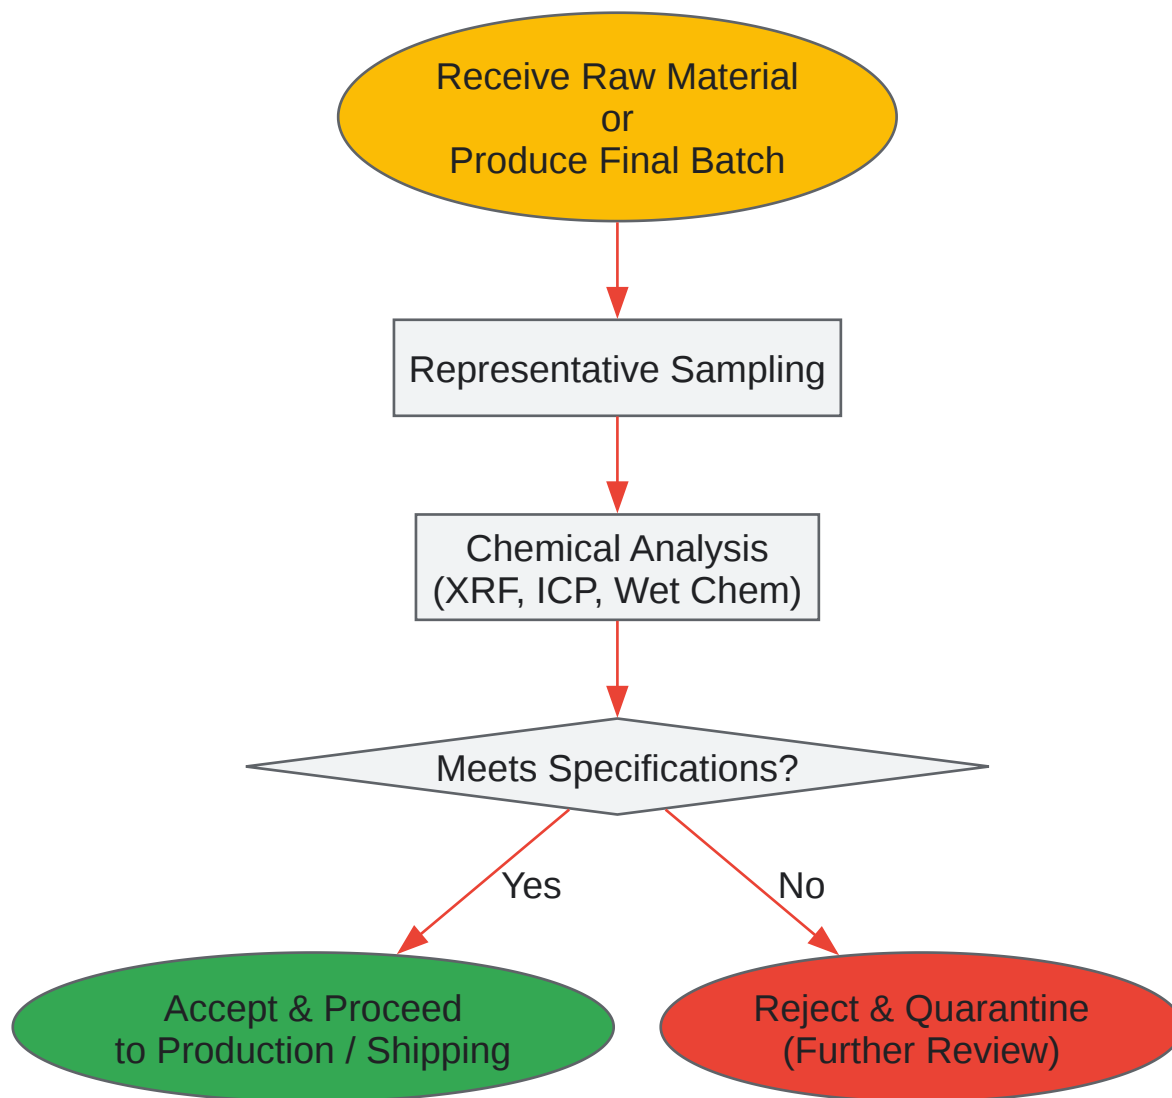 Receive Raw Material
or
Produce Final Batch
Representative Sampling
Chemical Analysis
(XRF, ICP, Wet Chem)
Meets Specifications?
Yes
No
Accept & Proceed
to Production / Shipping
Reject & Quarantine
(Further Review)